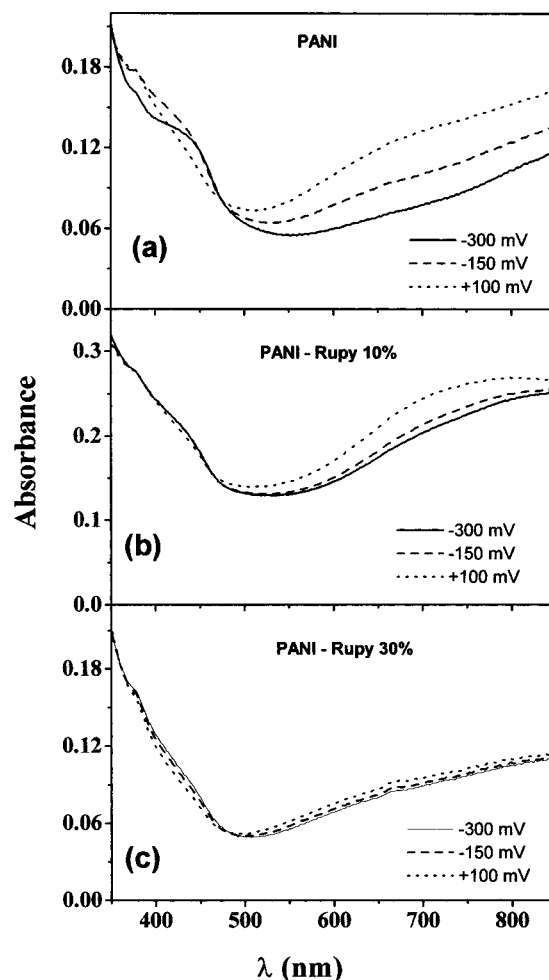 PANI
0.18
0.12
0.06
0.00
(a)
-300 mV
-150 mV
+100 mV
PANI - Rupy 10%
0.3
0.2
0.1
0.0
(b)
-300 mV
-150 mV
+100 mV
PANI - Rupy 30%
0.18
0.12
0.06
0.00
(c)
-300 mV
-150 mV
+100 mV
400 500 600 700 800
λ (nm)
Absorbance